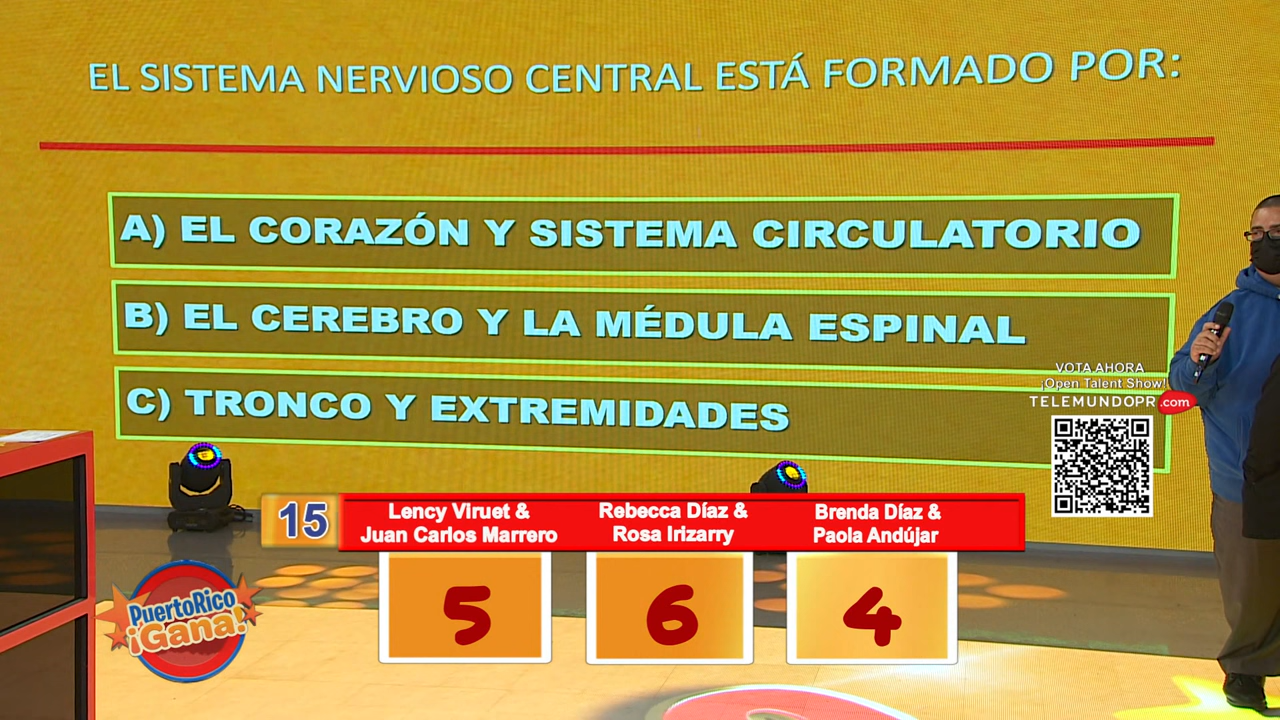 EL SISTEMA NERVIOSO CENTRAL ESTÁ FORMADO POR:
A) EL CORAZÓN Y SISTEMA CIRCULATORIO
B) EL CEREBRO Y LA MÉDULA ESPINAL
C) TRONCO Y EXTREMIDADES
VOTA AHORA
¡Open Talent Show!
TELEMUNDOPR.com
15
Lency Viruet &
Juan Carlos Marrero
Rebecca Díaz &
Rosa Irizarry
Brenda Díaz &
Paola Andújar
5
6
4
PuertoRico
¡Gana!